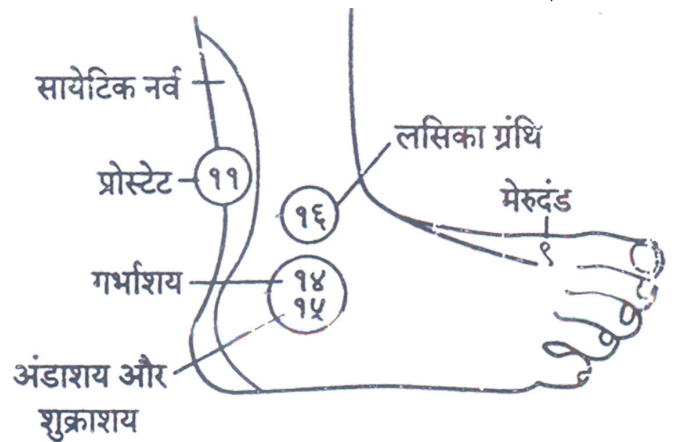 सायेटिक नर्व
लसिका ग्रंथि
प्रोस्टेट
११
मेरुदंड
१६
९
गर्भाशय
१४
१५
अंडाशय और
शुक्राशय